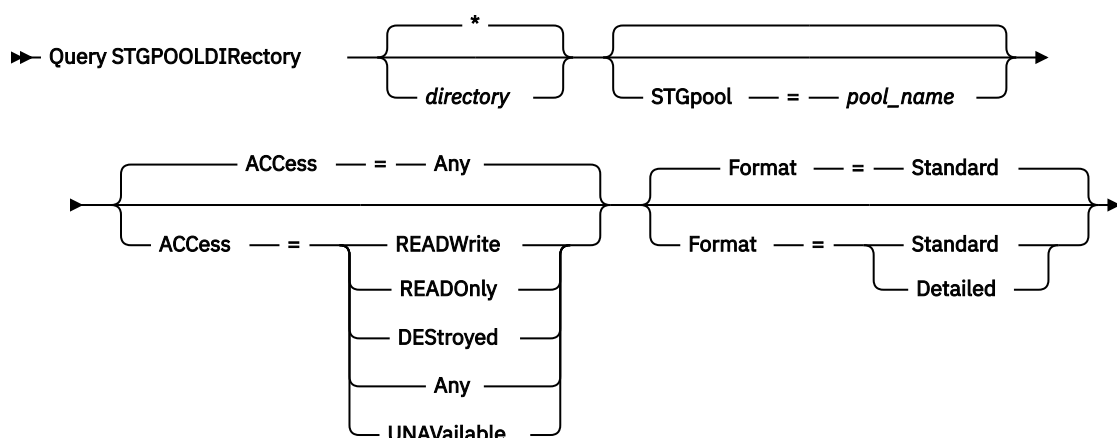 *
Query STGPOOLDIRectory
directory
STGpool = pool_name
ACCess = Any
Format = Standard
ACCess = READWrite
Format = Standard
READOnly
Detailed
DEStroyed
Any
UNAVailable